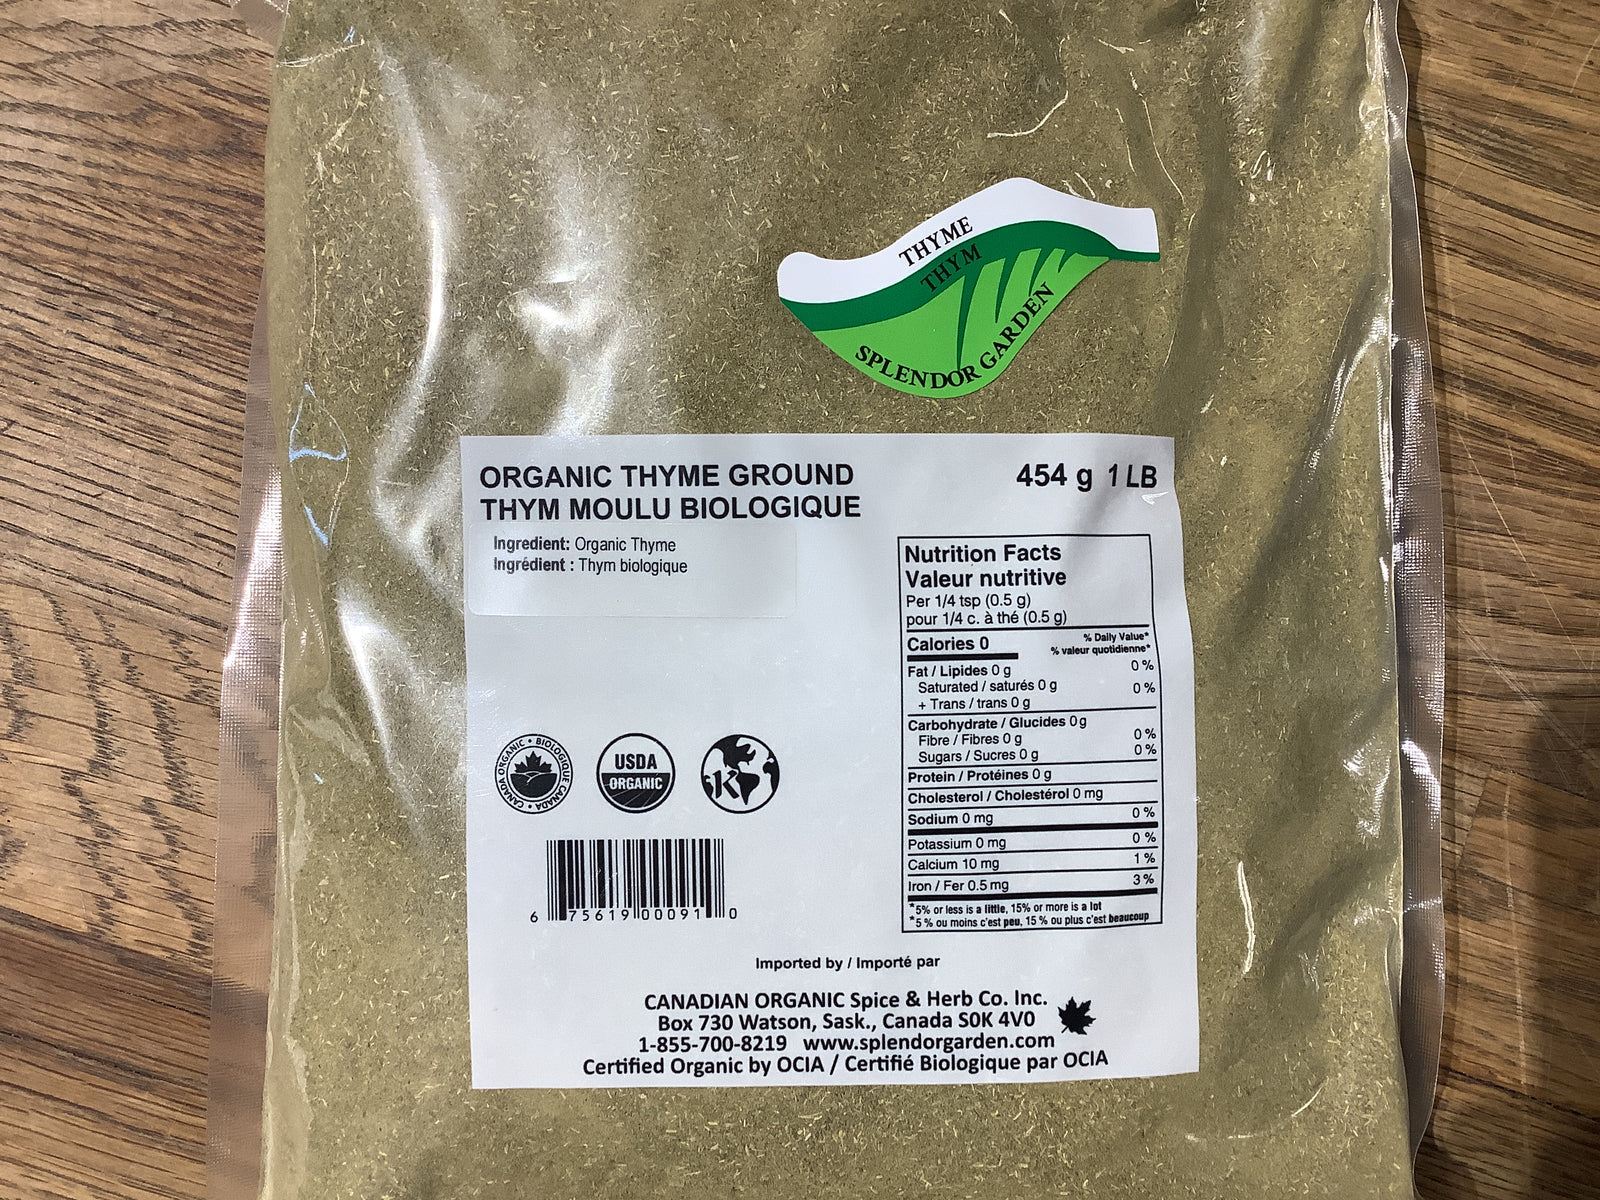 THYME
THYM
SPLENDOR GARDEN
ORGANIC THYME GROUND
THYM MOULU BIOLOGIQUE
454 g 1 LB
Ingredient: Organic Thyme
Ingrédient : Thym biologique
Nutrition Facts
Valeur nutritive
Per 1/4 tsp (0.5 g)
pour 1/4 c. à thé (0.5 g)
Calories 0
% Daily Value*
% valeur quotidienne*
Fat / Lipides 0 g 0 %
Saturated / saturés 0 g 0 %
+ Trans / trans 0 g
Carbohydrate / Glucides 0 g
Fibre / Fibres 0 g 0 %
Sugars / Sucres 0 g 0 %
Protein / Protéines 0 g
Cholesterol / Cholestérol 0 mg
Sodium 0 mg 0 %
Potassium 0 mg 0 %
Calcium 10 mg 1 %
Iron / Fer 0.5 mg 3 %
*5% or less is a little, 15% or more is a lot
*5 % ou moins c'est peu, 15 % ou plus c'est beaucoup
CANADA ORGANIC • BIOLOGIQUE CANADA •
USDA
ORGANIC
K
6 75619 00091 0
Imported by / Importé par
CANADIAN ORGANIC Spice & Herb Co. Inc.
Box 730 Watson, Sask., Canada S0K 4V0
1-855-700-8219 www.splendorgarden.com
Certified Organic by OCIA / Certifié Biologique par OCIA